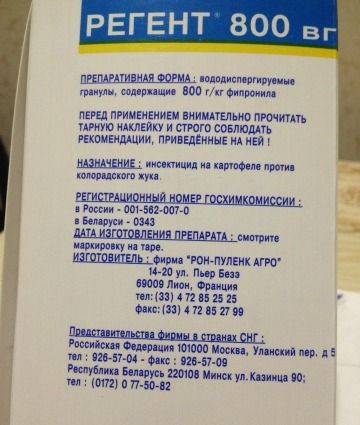 РЕГЕНТ® 800 вг
ПРЕПАРАТИВНАЯ ФОРМА : вододиспергируемые
гранулы, содержащие 800 г/кг фипронила
ПЕРЕД ПРИМЕНЕНИЕМ ВНИМАТЕЛЬНО ПРОЧИТАТЬ
ТАРНУЮ НАКЛЕЙКУ И СТРОГО СОБЛЮДАТЬ
РЕКОМЕНДАЦИИ, ПРИВЕДЁННЫЕ НА НЕЙ !
НАЗНАЧЕНИЕ : инсектицид на картофеле против
колорадского жука.
РЕГИСТРАЦИОННЫЙ НОМЕР ГОСХИМКОМИССИИ :
в России - 001-562-007-0
в Беларуси - 0343
ДАТА ИЗГОТОВЛЕНИЯ ПРЕПАРАТА : смотрите
маркировку на таре.
ИЗГОТОВИТЕЛЬ : фирма "РОН-ПУЛЕНК АГРО"
14-20 ул. Пьер Безэ
69009 Лион, Франция
тел: (33) 4 72 85 25 25
факс: (33) 4 72 85 27 99
Представительства фирмы в странах СНГ :
Российская Федерация 101000 Москва, Уланский пер. д 5
тел : 926-57-04 - факс : 926-57-09
Республика Беларусь 220108 Минск ул. Казинца 90;
тел : (0172) 0 77-50-82